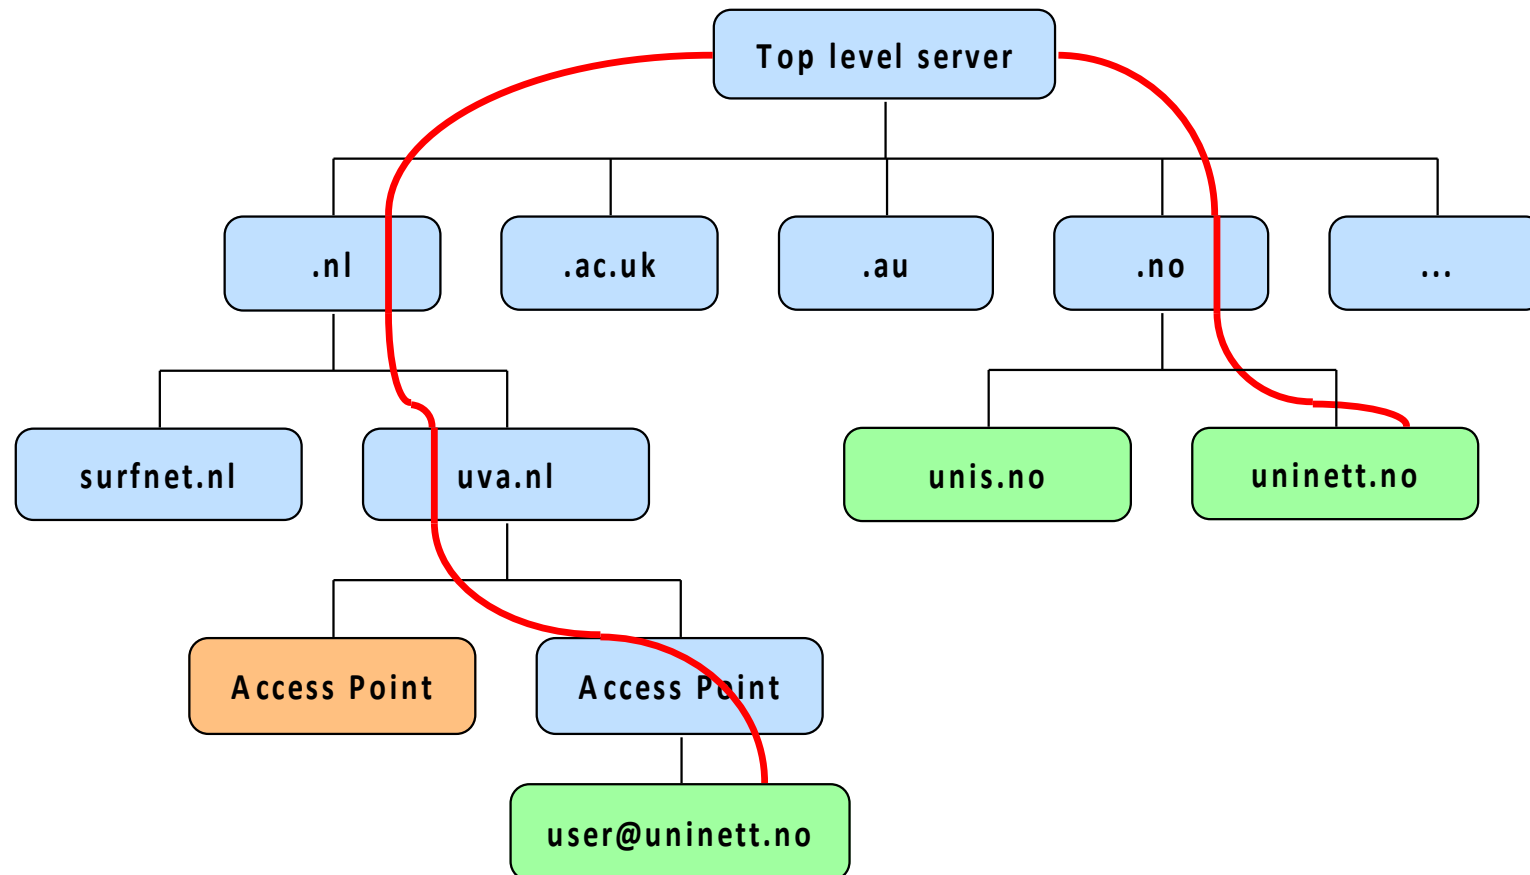 Top level server
.nl
.ac.uk
.au
.no
...
surfnet.nl
uva.nl
unis.no
uninett.no
Access Point
Access Point
user@uninett.no